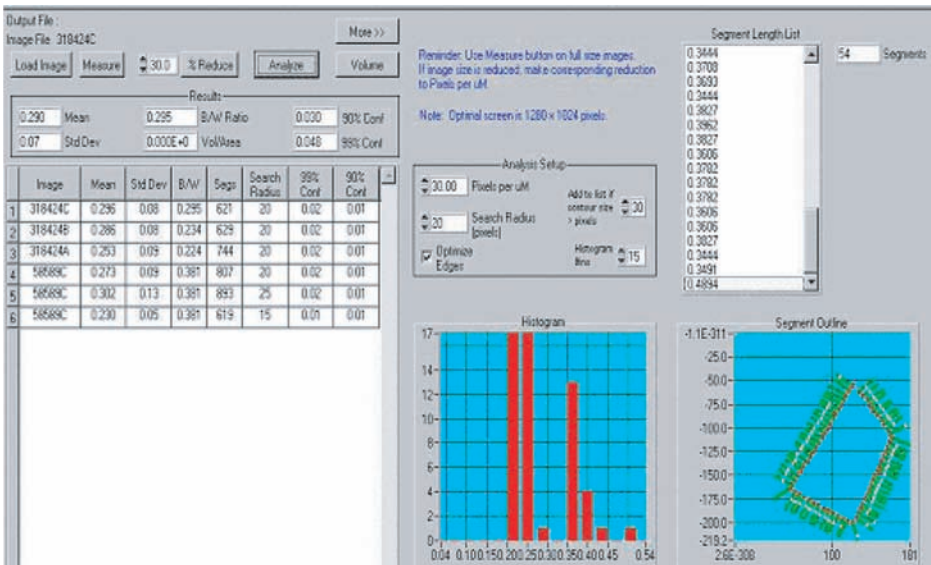 Output File :
Image File 318424C
More >>
Load Image Measure 30.0 % Reduce Analyze Volume
Results
0.290 Mean 0.295 B/W Ratio 0.030 90% Conf
0.07 Std Dev 0.000E+0 Vol/Area 0.048 99% Conf
Image Mean Std Dev B/W Segs Search Radius 99% Conf 90% Conf
1 318424C 0.296 0.08 0.295 621 20 0.02 0.01
2 318424B 0.286 0.08 0.234 629 20 0.02 0.01
3 318424A 0.253 0.09 0.224 744 20 0.02 0.01
4 58589C 0.273 0.09 0.381 807 20 0.02 0.01
5 58589C 0.302 0.13 0.381 893 25 0.02 0.01
6 58589C 0.230 0.05 0.381 619 15 0.01 0.01
Reminder: Use Measure button on full size images.
If image size is reduced, make corresponding reduction
to Pixels per uM
Note: Optimal screen is 1280 x 1024 pixels.
Analysis Setup
30.00 Pixels per uM
20 Search Radius (pixels)
Optimize Edges
Add to list if contour size > pixels 30
Histogram Bins 15
Segment Length List
0.3444
0.3708
0.3693
0.3444
0.3827
0.3962
0.3827
0.3606
0.3702
0.3782
0.3782
0.3606
0.3606
0.3827
0.3444
0.3491
0.4894
54 Segments
Histogram
17
14
12
10
8
6
4
2
0
0.04 0.10 0.15 0.20 0.25 0.30 0.35 0.40 0.45 0.54
Segment Outline
-1.1E-311
-25.0
-50.0
-75.0
-100.0
-125.0
-150.0
-175.0
-200.0
-219.2
2.6E-308 100 181